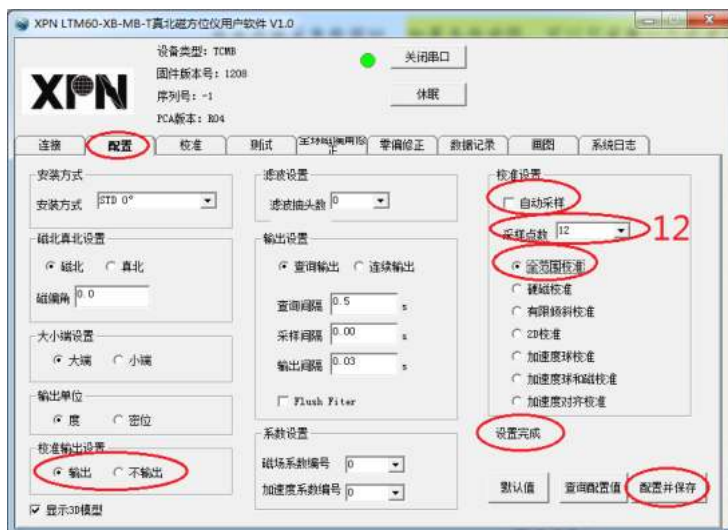 XPN LTM60-XB-MB-T真北磁方位仪用户软件 V1.0
XPN
设备类型: TCMB
固件版本号: 1208
序列号: -1
PCA版本: R04
关闭串口
休眠
连接 配置 校准 测试 零偏修正 数据记录 画图 系统日志
安装方式
安装方式 STD 0°
磁北真北设置
磁北 真北
磁偏角 0.0
大小端设置
大端 小端
输出单位
度 密位
校准输出设置
输出 不输出
显示3D模型
滤波设置
滤波抽头数 0
输出设置
查询输出 连续输出
查询间隔 0.5 s
采样间隔 0.00 s
输出间隔 0.03 s
Flush Fiter
系数设置
磁场系数编号 0
加速度系数编号 0
校准设置
自动采样
采样点数 12 12
全范围校准
硬磁校准
有限倾斜校准
2D校准
加速度球校准
加速度球和磁校准
加速度对齐校准
设置完成
默认值 查询配置值 配置并保存